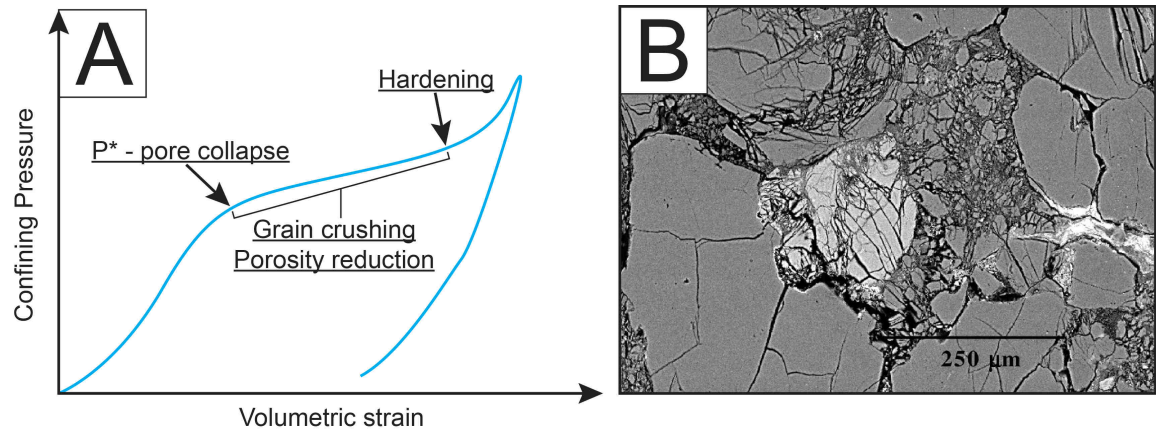 A
Hardening
P* - pore collapse
Grain crushing
Porosity reduction
Confining Pressure
Volumetric strain
B
250 µm